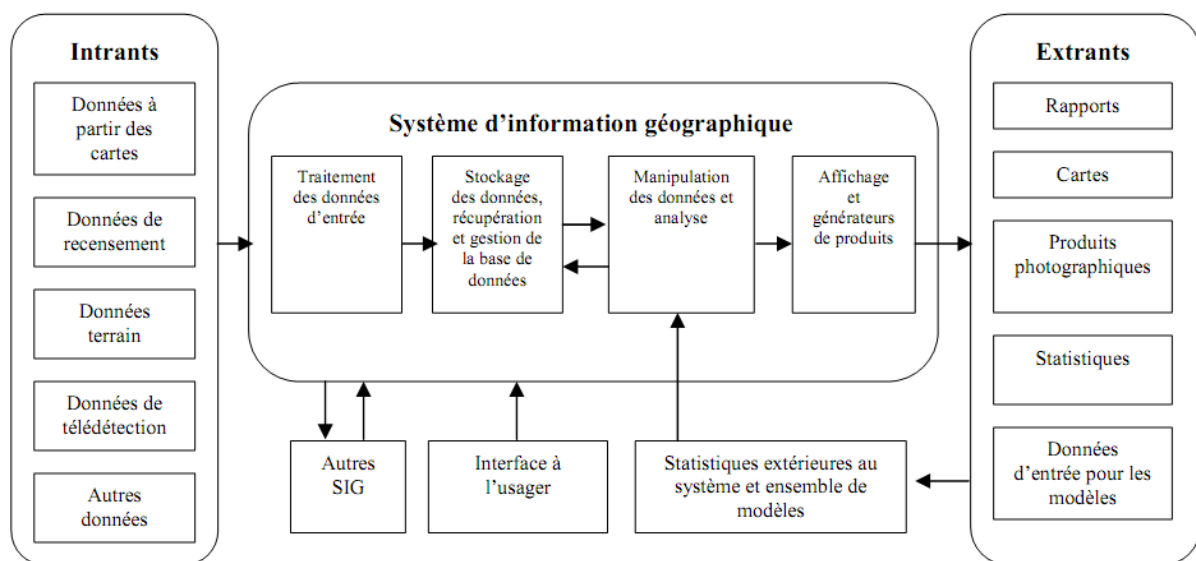 Intrants
Données à
partir des
cartes
Données de
recensement
Données
terrain
Données de
télédétection
Autres
données
Système d'information géographique
Traitement
des données
d'entrée
Stockage
des données,
récupération
et gestion de
la base de
données
Manipulation
des données et
analyse
Affichage
et
générateurs
de produits
Autres
SIG
Interface à
l'usager
Statistiques extérieures au
système et ensemble de
modèles
Extrants
Rapports
Cartes
Produits
photographiques
Statistiques
Données
d'entrée pour les
modèles